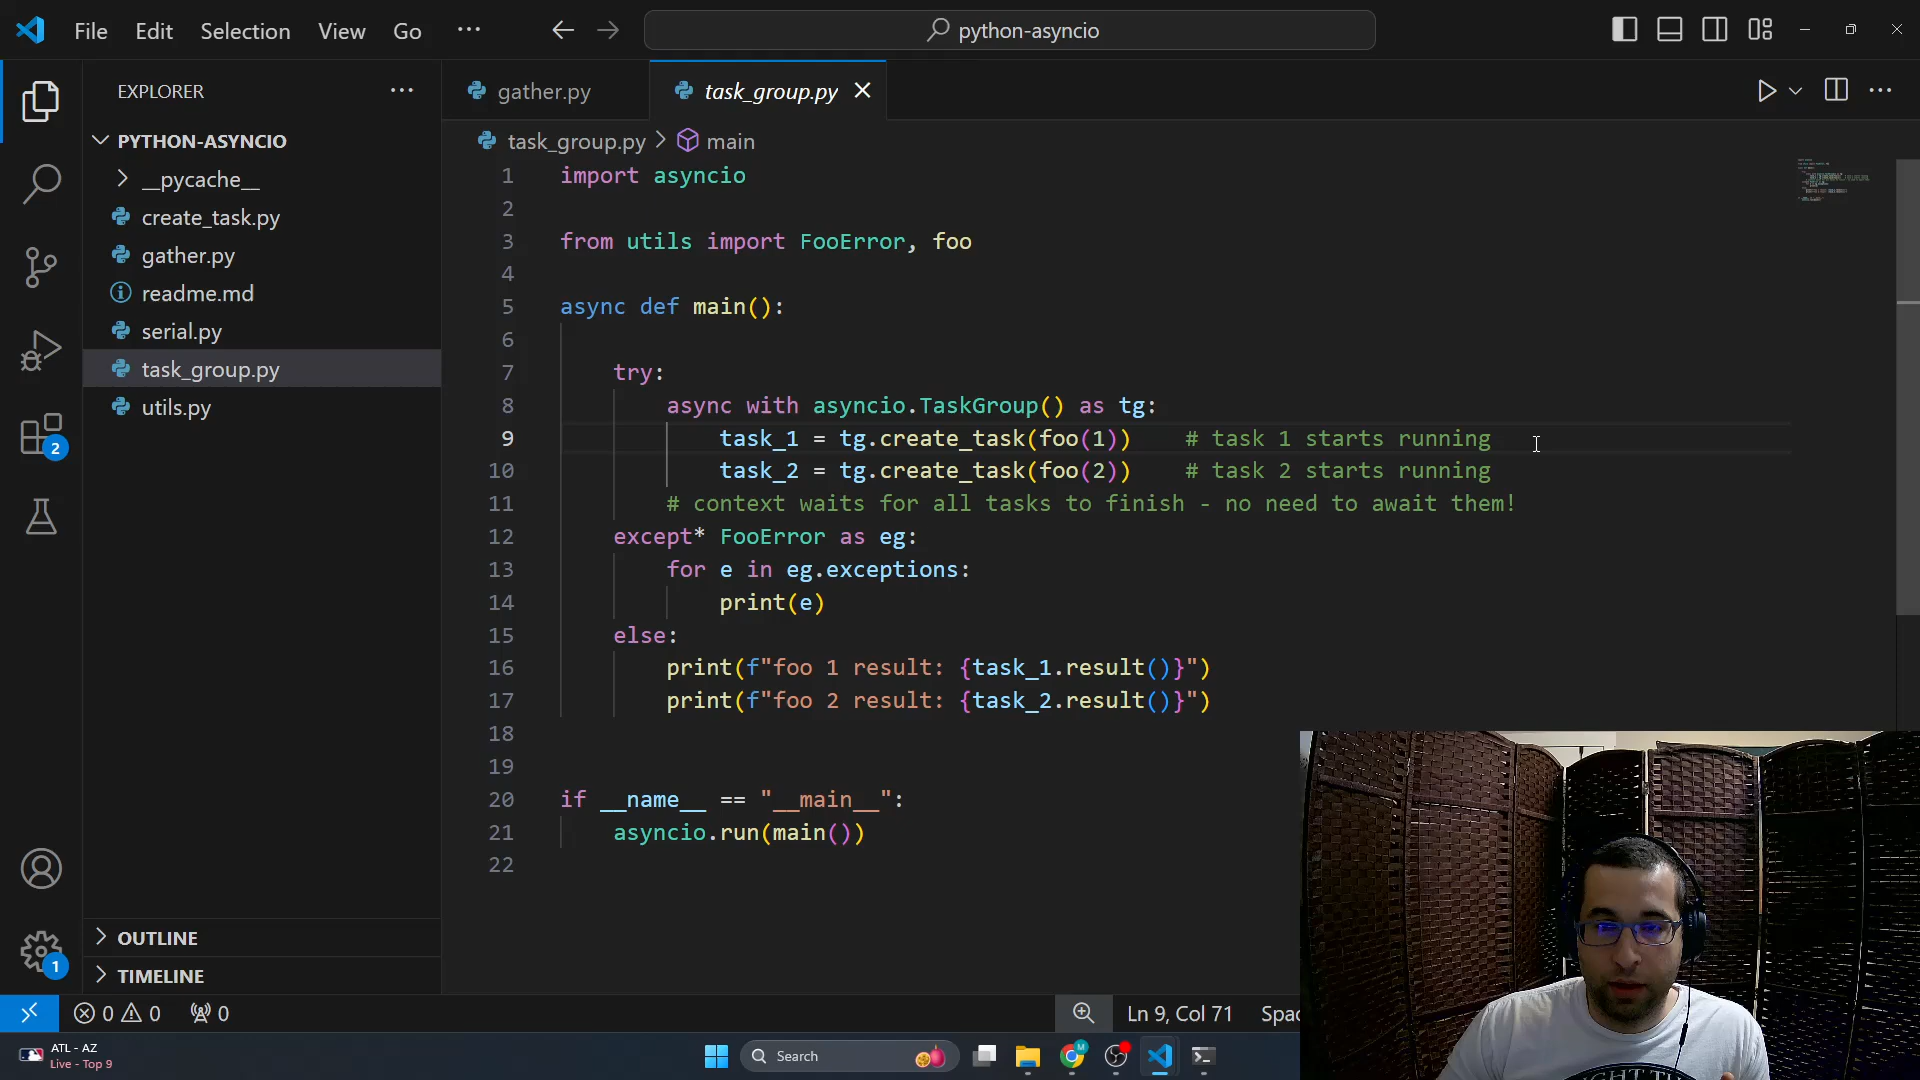 File Edit Selection View Go ...
python-asyncio
EXPLORER ...
PYTHON-ASYNCIO
__pycache__
create_task.py
gather.py
readme.md
serial.py
task_group.py
utils.py
OUTLINE
TIMELINE
2
1
gather.py task_group.py
task_group.py > main
1 import asyncio
2
3 from utils import FooError, foo
4
5 async def main():
6
7 try:
8 async with asyncio.TaskGroup() as tg:
9 task_1 = tg.create_task(foo(1)) # task 1 starts running
10 task_2 = tg.create_task(foo(2)) # task 2 starts running
11 # context waits for all tasks to finish - no need to await them!
12 except* FooError as eg:
13 for e in eg.exceptions:
14 print(e)
15 else:
16 print(f"foo 1 result: {task_1.result()}")
17 print(f"foo 2 result: {task_2.result()}")
18
19
20 if __name__ == "__main__":
21 asyncio.run(main())
22
0 0 0
Ln 9, Col 71 Spac
ATL - AZ
Live - Top 9
Search